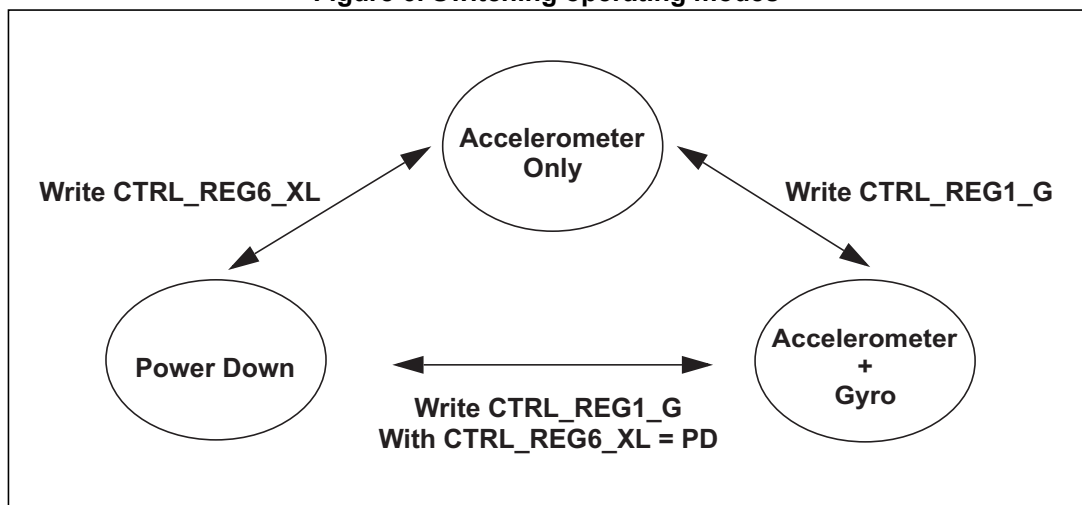 Accelerometer
Only
Write CTRL_REG6_XL
Write CTRL_REG1_G
Power Down
Accelerometer
+
Gyro
Write CTRL_REG1_G
With CTRL_REG6_XL = PD